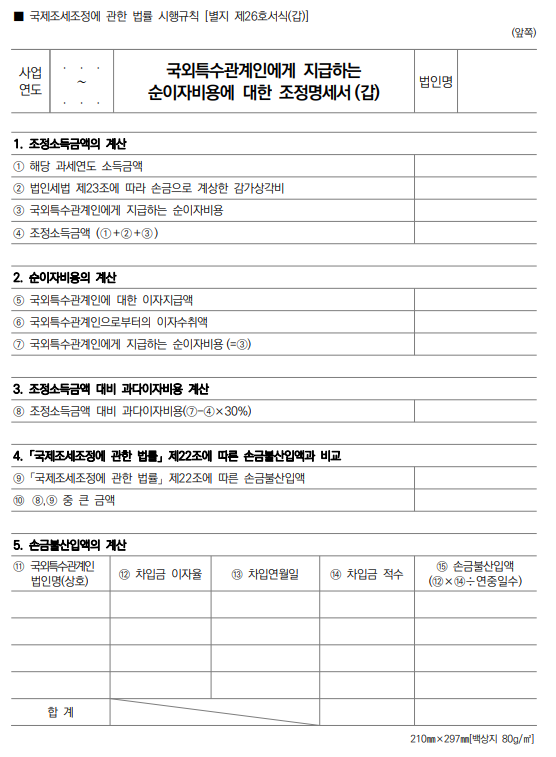 ■ 국제조세조정에 관한 법률 시행규칙 [별지 제26호서식(갑)]
(앞쪽)
사업
연도
. . .
~
. . .
국외특수관계인에게 지급하는
순이자비용에 대한 조정명세서(갑)
법인명
1. 조정소득금액의 계산
① 해당 과세연도 소득금액
② 법인세법 제23조에 따라 손금으로 계상한 감가상각비
③ 국외특수관계인에게 지급하는 순이자비용
④ 조정소득금액 (①+②+③)
2. 순이자비용의 계산
⑤ 국외특수관계인에 대한 이자지급액
⑥ 국외특수관계인으로부터의 이자수취액
⑦ 국외특수관계인에게 지급하는 순이자비용 (=③)
3. 조정소득금액 대비 과다이자비용 계산
⑧ 조정소득금액 대비 과다이자비용(⑦-④×30%)
4.「국제조세조정에 관한 법률」제22조에 따른 손금불산입액과 비교
⑨「국제조세조정에 관한 법률」제22조에 따른 손금불산입액
⑩ ⑧,⑨ 중 큰 금액
5. 손금불산입액의 계산
⑪ 국외특수관계인
법인명(상호)
⑫ 차입금 이자율
⑬ 차입연월일
⑭ 차입금 적수
⑮ 손금불산입액
(⑫×⑭÷연중일수)
합 계
210㎜×297㎜[백상지 80g/㎡]